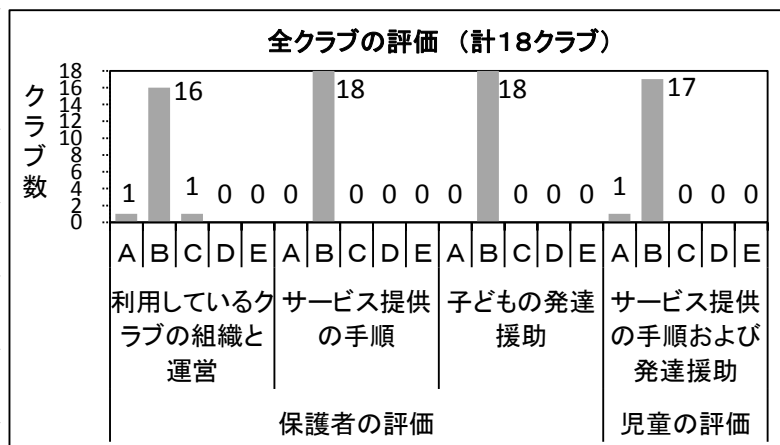 全クラブの評価 （計１８クラブ）
クラブ数
18
16
14
12
10
8
6
4
2
0
1 16 1 0 0 0 18 0 0 0 0 18 0 0 0 1 17 0 0 0
A B C D E A B C D E A B C D E A B C D E
利用しているク
ラブの組織と
運営
サービス提供
の手順
子どもの発達
援助
サービス提供
の手順および
発達援助
保護者の評価
児童の評価